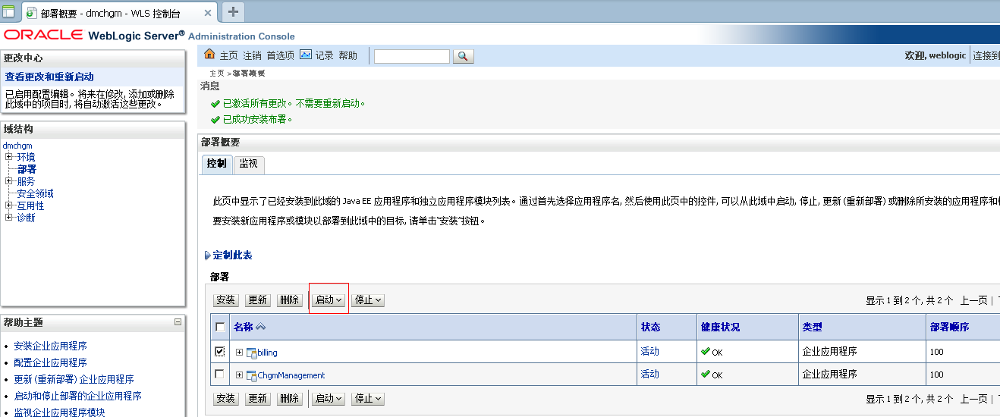 部署概要 - dmchgm - WLS 控制台
ORACLE WebLogic Server® Administration Console
更改中心
查看更改和重新启动
已启用配置编辑。将来在修改, 添加或删除
此域中的项目时, 将自动激活这些更改。
域结构
dmchgm
环境
部署
服务
安全领域
互用性
诊断
帮助主题
安装企业应用程序
配置企业应用程序
更新 (重新部署) 企业应用程序
启动和停止部署的企业应用程序
监视企业应用程序模块
主页 注销 首选项 记录 帮助
欢迎, weblogic 连接到
主页 >部署概要
消息
已激活所有更改。不需要重新启动。
已成功安装布署。
部署概要
控制 监视
此页中显示了已经安装到此域的 Java EE 应用程序和独立应用程序模块列表。通过首先选择应用程序名, 然后使用此页中的控件, 可以从此域中启动, 停止, 更新 (重新部署) 或删除所安装的应用程序和
要安装新应用程序或模块以部署到此域中的目标, 请单击"安装"按钮。
定制此表
部署
安装 更新 删除 启动 停止 显示 1 到 2 个, 共 2 个 上一页 |
名称 状态 健康状况 类型 部署顺序
billing 活动 OK 企业应用程序 100
ChgmManagement 活动 OK 企业应用程序 100
安装 更新 删除 启动 停止 显示 1 到 2 个, 共 2 个 上一页 |